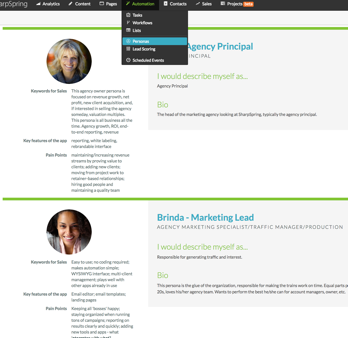 arpSpring
Analytics
Content
Pages
Automation
Contacts
Sales
Projects
Tasks
Workflows
Lists
Personas
Lead Scoring
Scheduled Events
Agency Principal
NCIPAL
I would describe myself as...
Agency Principal
Bio
The head of the marketing agency looking at SharpSpring, typically the agency principal.
Keywords for Sales
This agency owner/persona is
focused on revenue growth, net
profit, new client acquisition, and,
if interested in selling the agency
someday, valuation multiples
This persona is all business all the
time. Agency growth, ROI, end-
to-end reporting, revenue
Key features of the app
reporting, white-labeling,
rebrandable interface
Pain Points
maintaining/increasing revenue
streams by proving value to
clients; adding new clients;
moving from project work to
retainer-based relationships;
hiring good people and
maintaining a quality team
Brinda - Marketing Lead
AGENCY MARKETING SPECIALIST/TRAFFIC MANAGER/PRODUCTION
I would describe myself as...
Responsible for generating traffic and interest.
Bio
This persona is the glue of the organization, responsible for making the trains work on time. Equal parts a
20s, loves his/her agency team. Wants to perform the best he/she can for account managers, owner, etc.
Keywords for Sales
Easy to use; no coding required;
makes automation simple;
WYSIWYG interface; multi-client
management; plays well with
other apps already in use
Key features of the app
Email editor; email templates;
landing pages
Pain Points
Keeping all 'bosses' happy;
staying organized when running
tons of campaigns; reporting on
results clearly and quickly; adding
new tools and apps - what